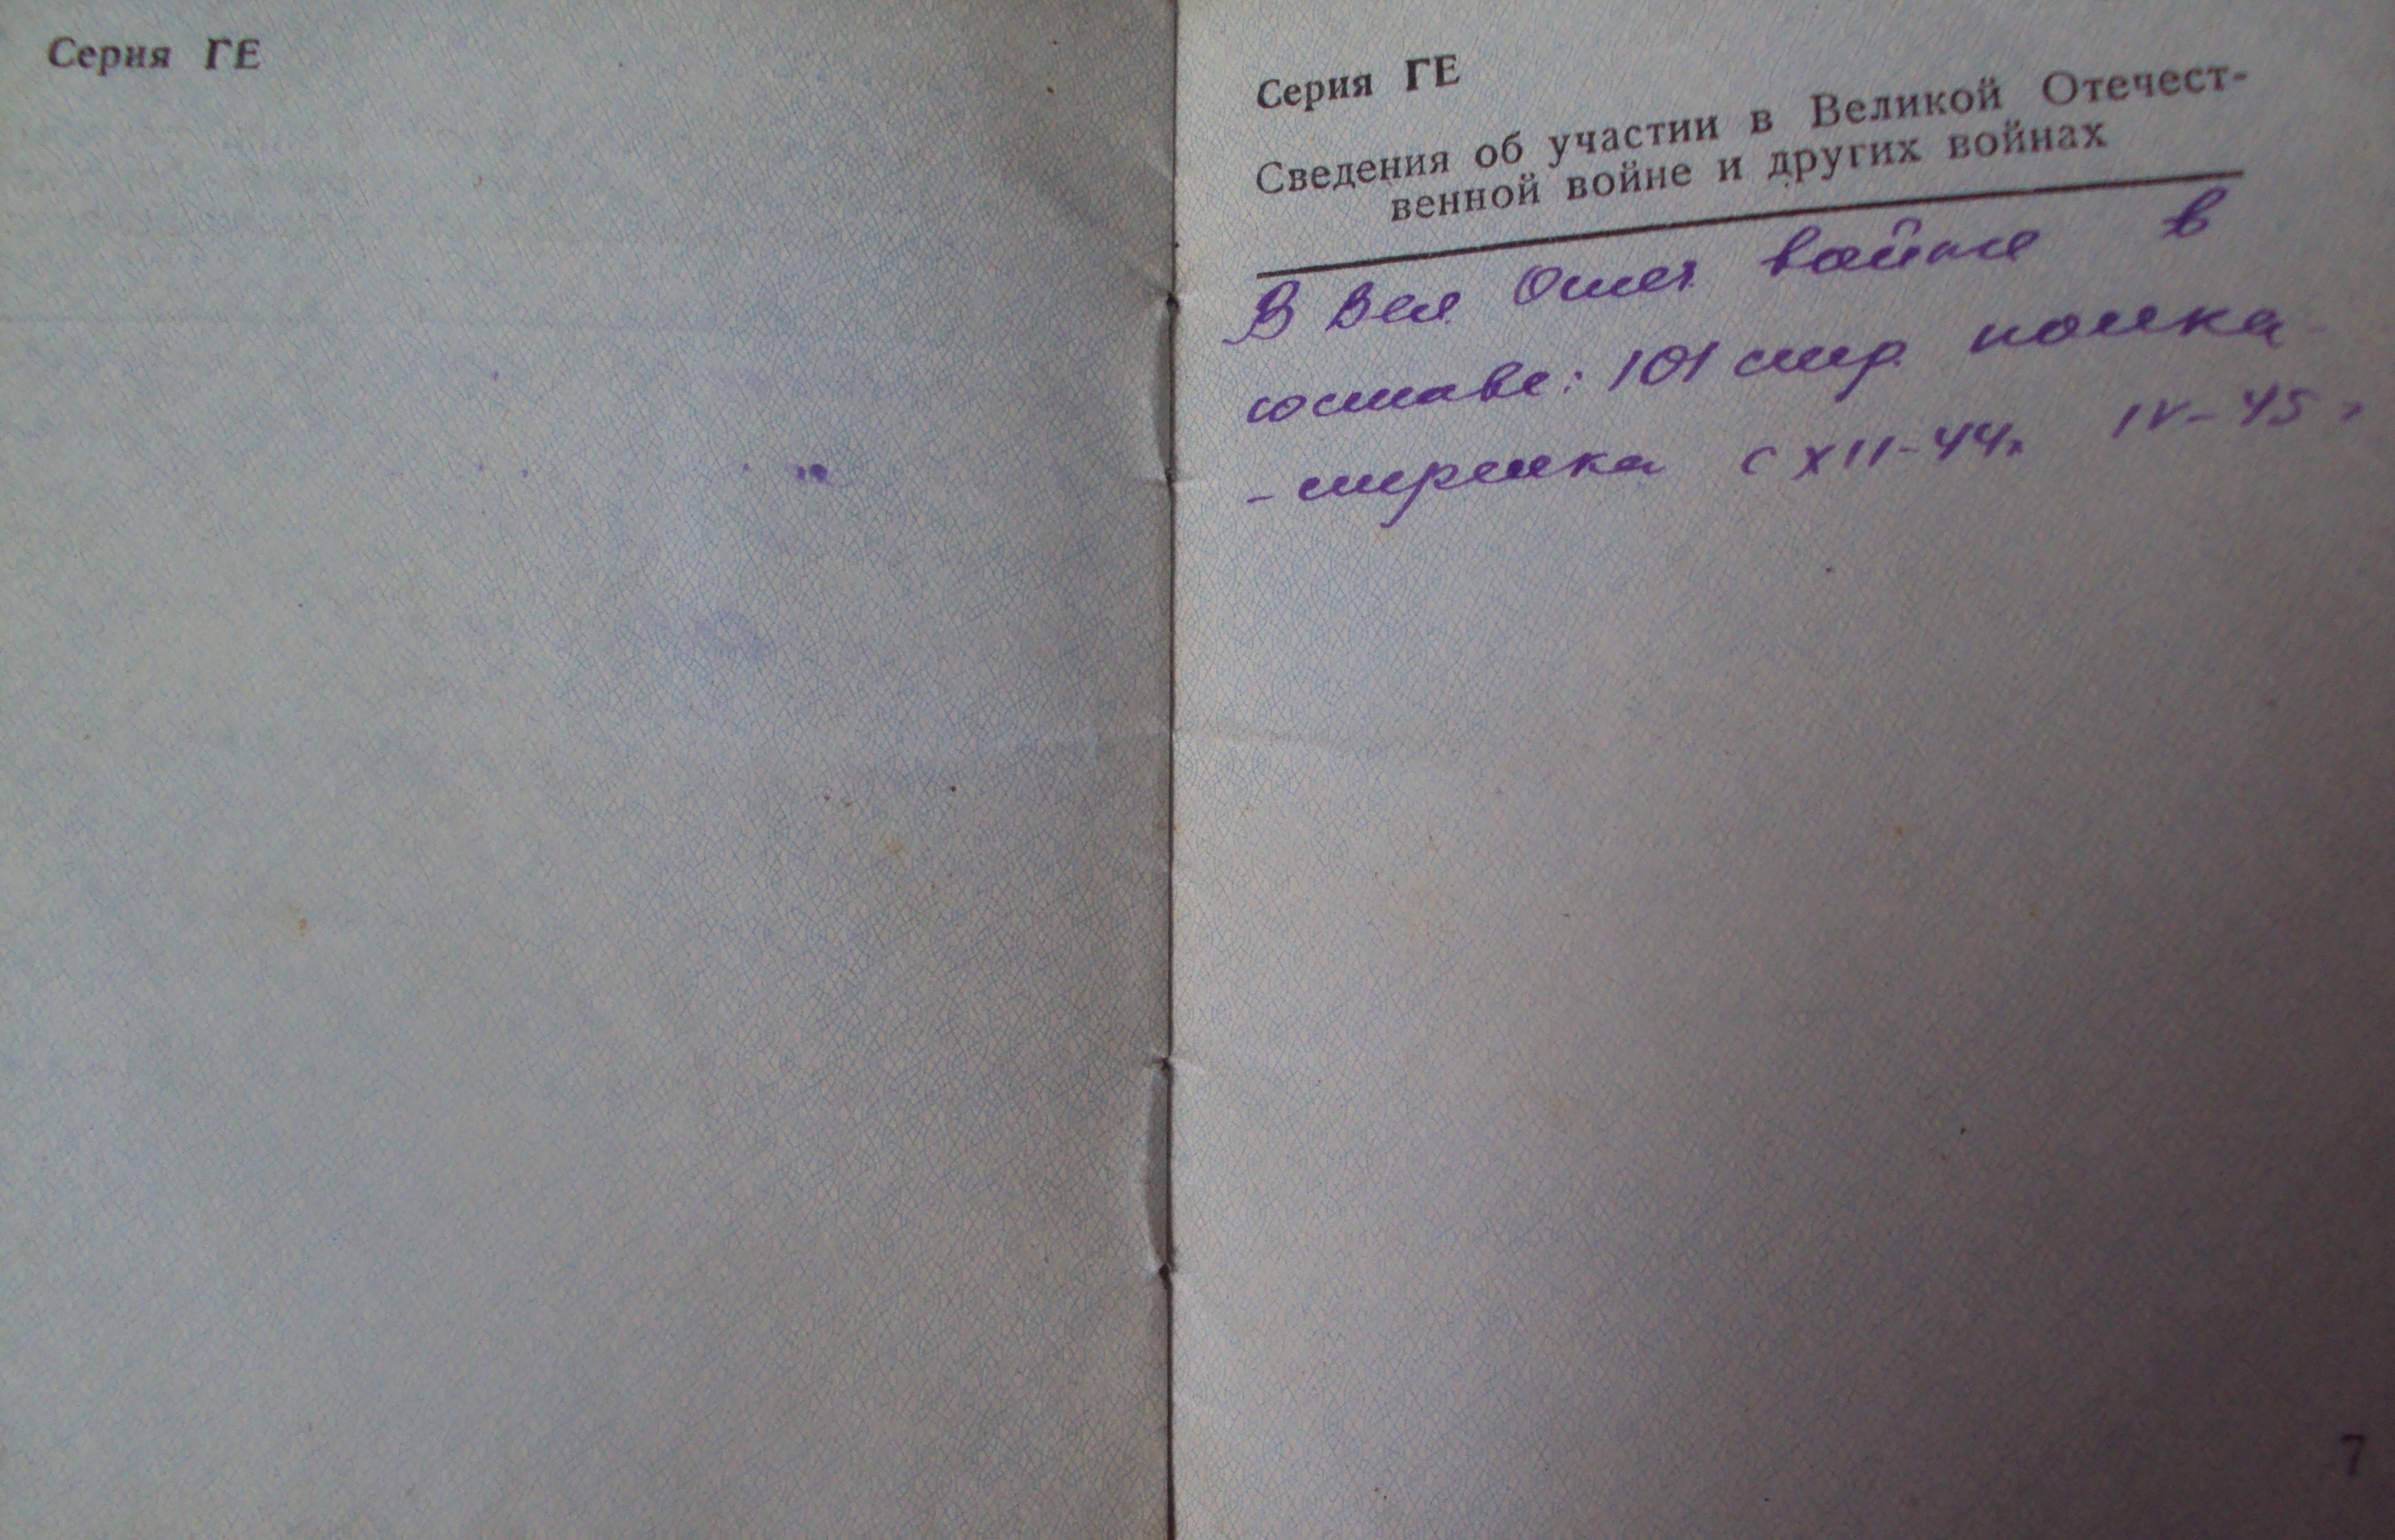 Серия ГЕ
Серия ГЕ
Сведения об участии в Великой Отечест-
венной войне и других войнах
В Вел Отеч войне в
составе: 101 стр. полка
- стрелка с XII-44г IV-45г
7